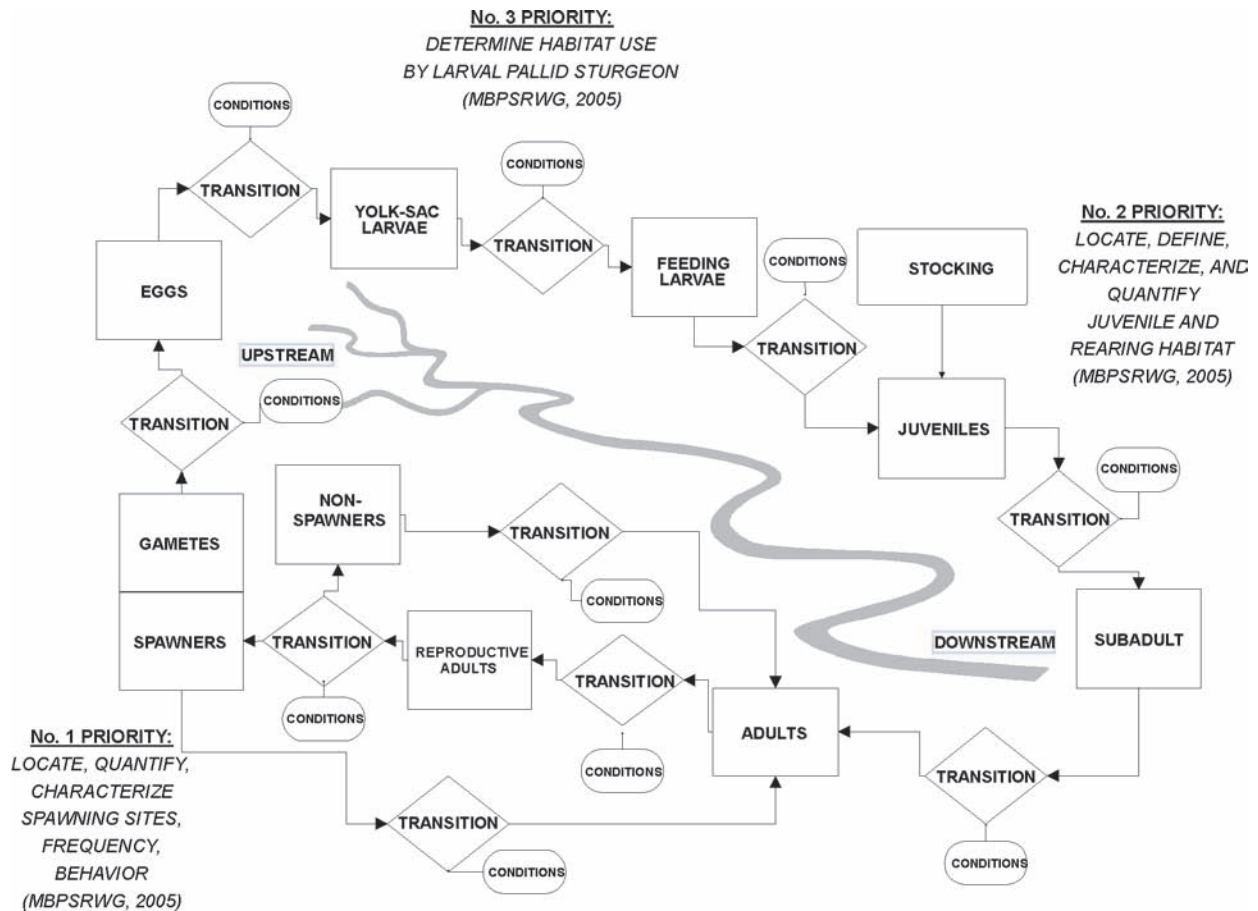 No. 3 PRIORITY:
DETERMINE HABITAT USE
BY LARVAL PALLID STURGEON
(MBPSRWG, 2005)
CONDITIONS
TRANSITION
YOLK-SAC
LARVAE
CONDITIONS
TRANSITION
No. 2 PRIORITY:
LOCATE, DEFINE,
CHARACTERIZE, AND
QUANTIFY
JUVENILE AND
REARING HABITAT
(MBPSRWG, 2005)
EGGS
FEEDING
LARVAE
CONDITIONS
STOCKING
UPSTREAM
TRANSITION
TRANSITION
CONDITIONS
JUVENILES
CONDITIONS
NON-
SPAWNERS
TRANSITION
TRANSITION
GAMETES
CONDITIONS
SPAWNERS
TRANSITION
REPRODUCTIVE
ADULTS
TRANSITION
DOWNSTREAM
SUBADULT
CONDITIONS
ADULTS
CONDITIONS
No. 1 PRIORITY:
LOCATE, QUANTIFY,
CHARACTERIZE
SPAWNING SITES,
FREQUENCY,
BEHAVIOR
(MBPSRWG, 2005)
TRANSITION
TRANSITION
CONDITIONS
CONDITIONS